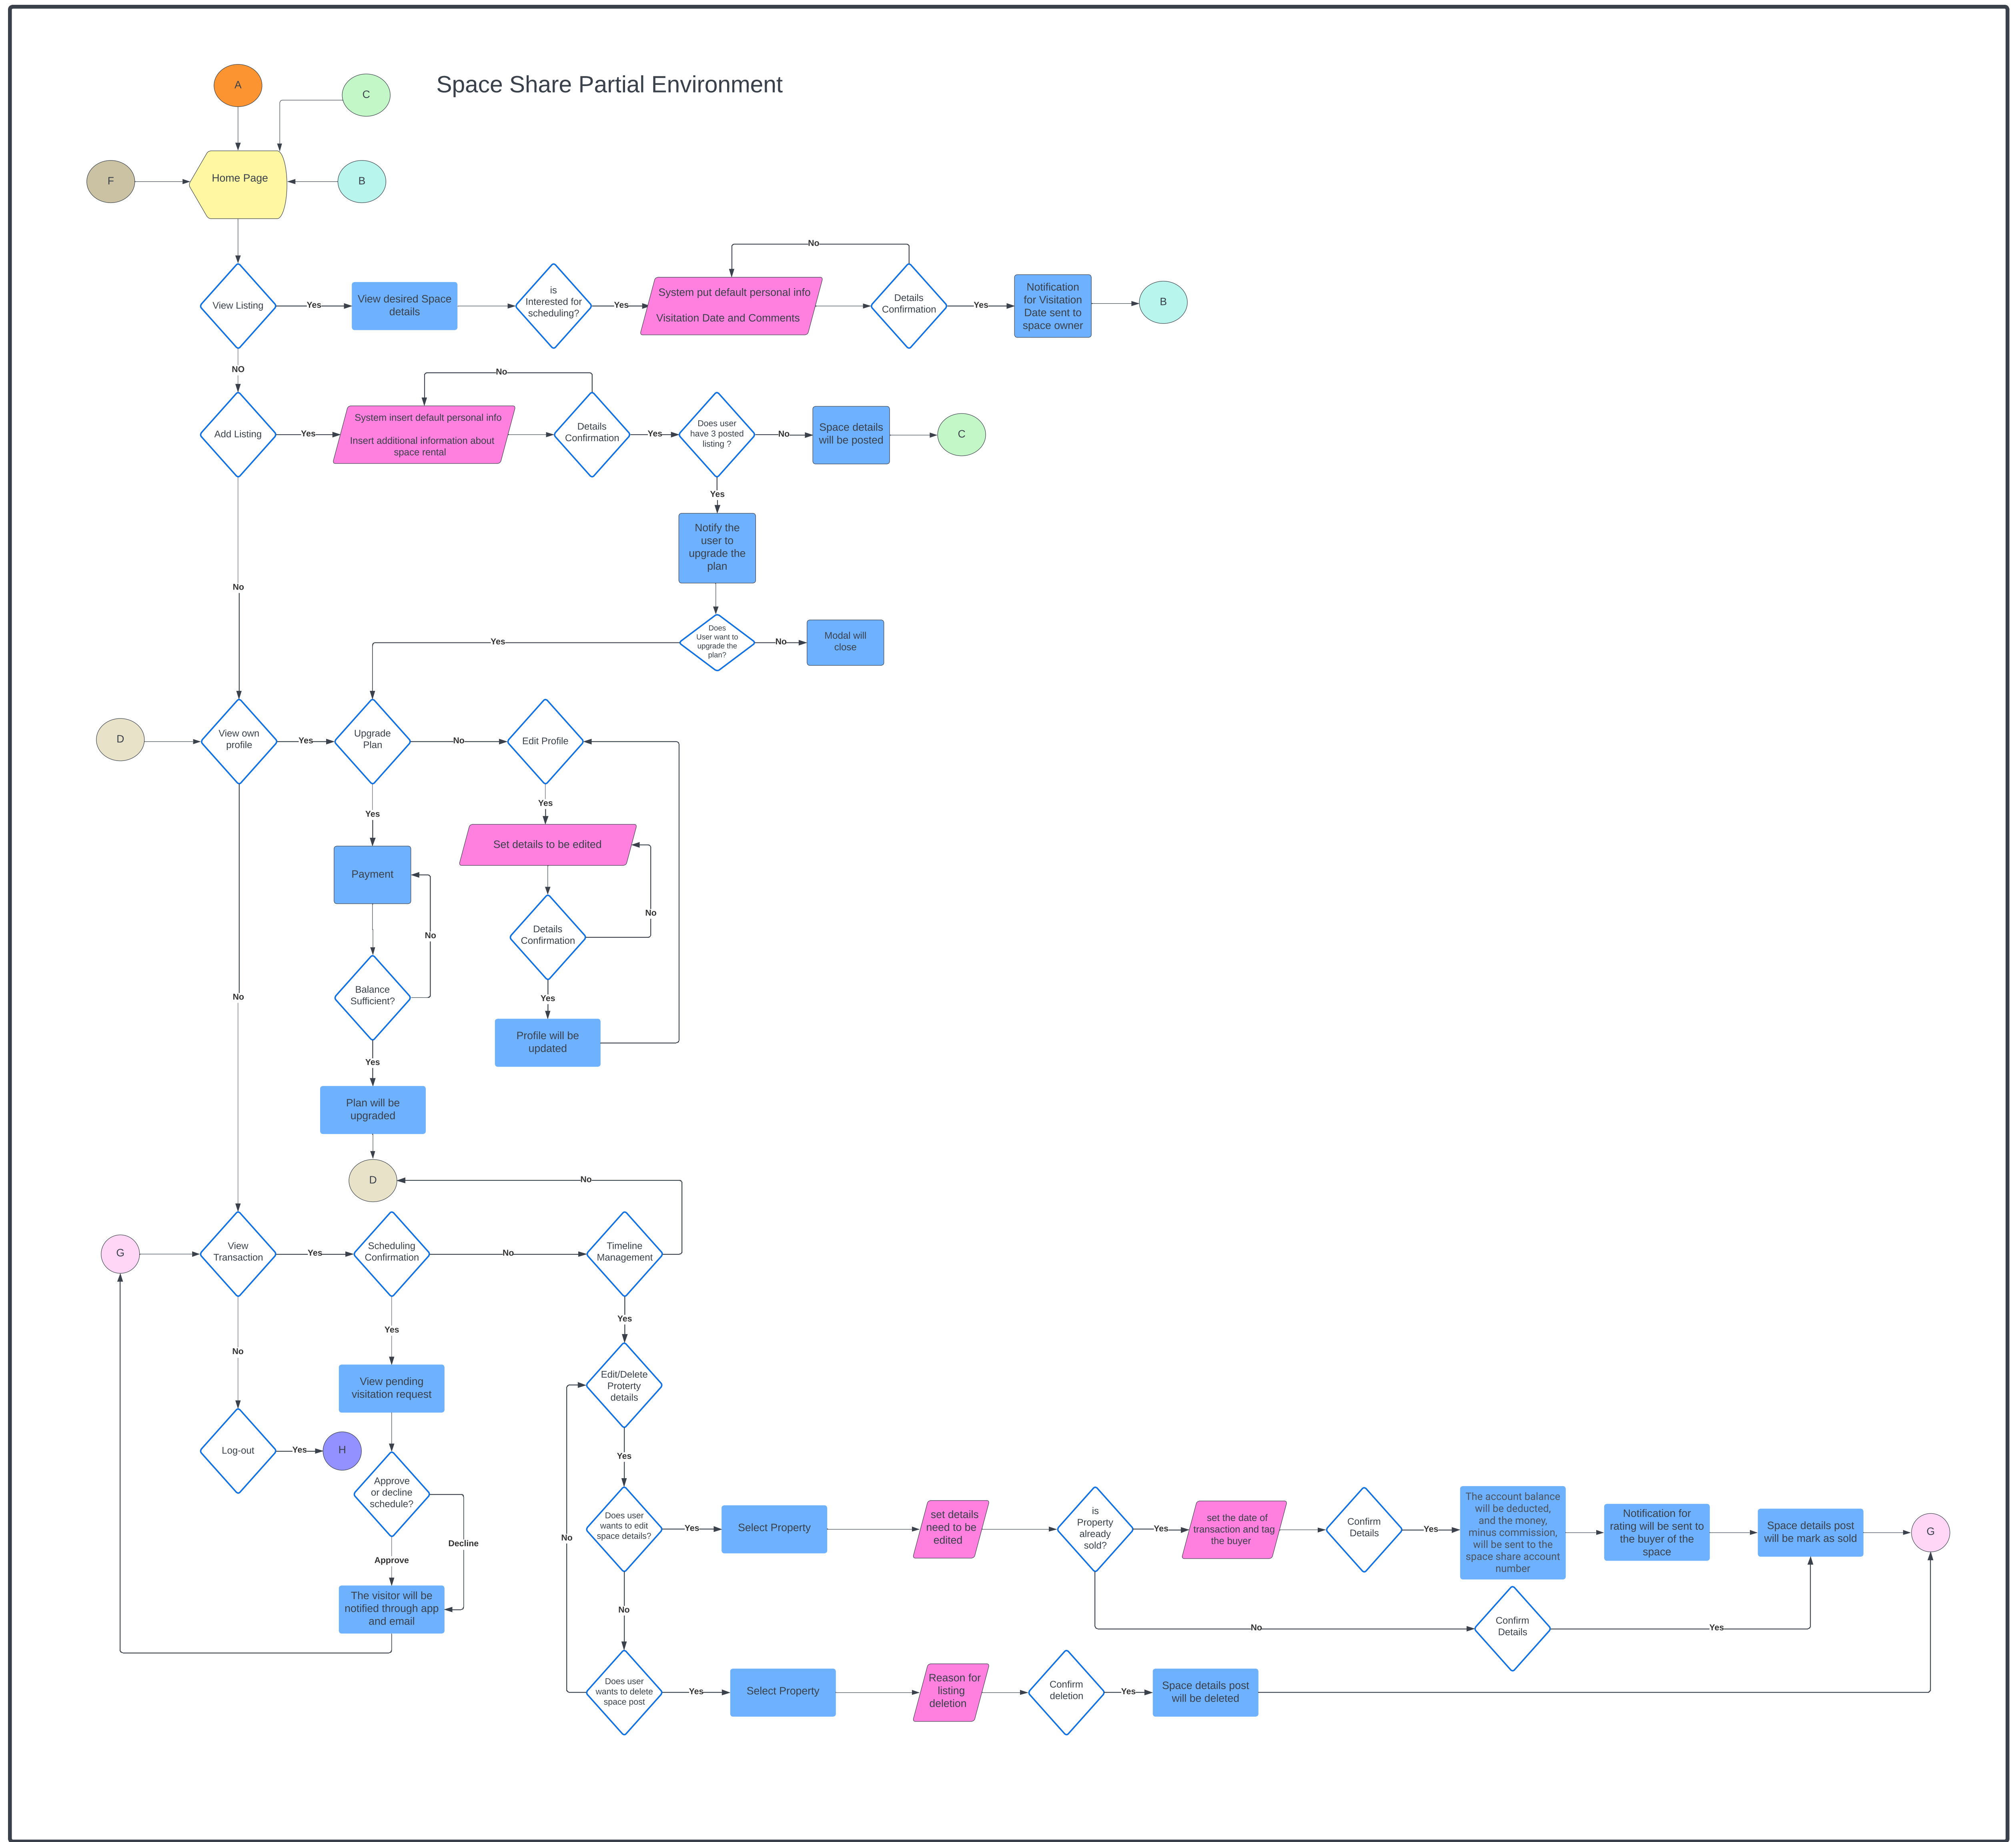 Space Share Partial Environment
A
C
F
Home Page
B
No
View Listing
Yes
View desired Space
details
is
Interested for
scheduling?
Yes
System put default personal info
Visitation Date and Comments
Details
Confirmation
Yes
Notification
for Visitation
Date sent to
space owner
B
NO
No
Add Listing
Yes
System insert default personal info
Insert additional information about
space rental
Details
Confirmation
Yes
Does user
have 3 posted
listing ?
No
Space details
will be posted
C
Yes
Notify the
user to
upgrade the
plan
No
Yes
Does
User want to
upgrade the
plan?
No
Modal will
close
D
View own
profile
Yes
Upgrade
Plan
No
Edit Profile
Yes
Yes
Set details to be edited
Payment
No
No
Details
Confirmation
No
Balance
Sufficient?
Yes
Profile will be
updated
Yes
Plan will be
upgraded
D
No
G
View
Transaction
Yes
Scheduling
Confirmation
No
Timeline
Management
Yes
Yes
No
View pending
visitation request
Edit/Delete
Proterty
details
Log-out
Yes
H
Yes
Approve
or decline
schedule?
Decline
Approve
The visitor will be
notified through app
and email
No
Does user
wants to edit
space details?
Yes
Select Property
set details
need to be
edited
is
Property
already
sold?
Yes
set the date of
transaction and tag
the buyer
Confirm
Details
Yes
The account balance
will be deducted,
and the money,
minus commission,
will be sent to the
space share account
number
Notification for
rating will be sent to
the buyer of the
space
Space details post
will be mark as sold
G
No
No
Confirm
Details
Yes
Does user
wants to delete
space post
Yes
Select Property
Reason for
listing
deletion
Confirm
deletion
Yes
Space details post
will be deleted